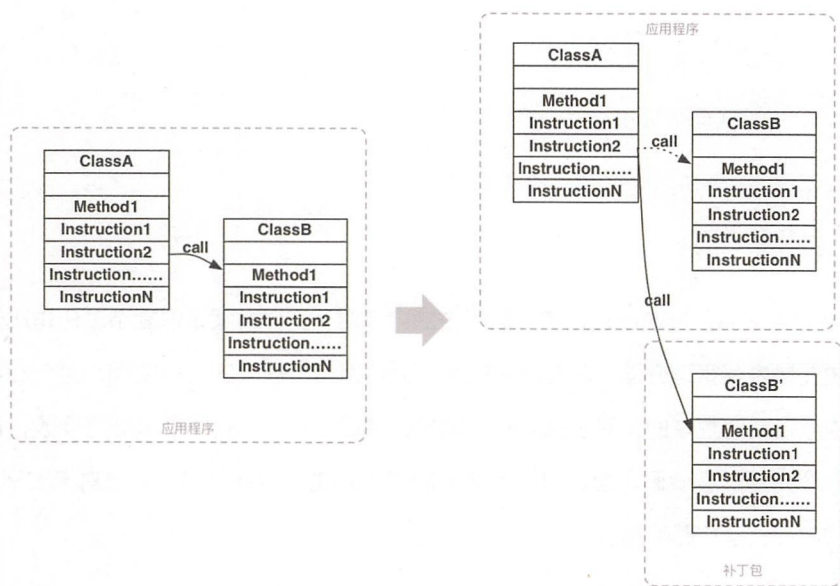 ClassA
Method1
Instruction1
Instruction2
Instruction......
InstructionN
call
ClassB
Method1
Instruction1
Instruction2
Instruction......
InstructionN
应用程序
应用程序
ClassA
Method1
Instruction1
Instruction2
Instruction......
InstructionN
call
ClassB
Method1
Instruction1
Instruction2
Instruction......
InstructionN
call
ClassB'
Method1
Instruction1
Instruction2
Instruction......
InstructionN
补丁包